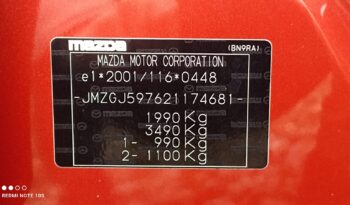 mazda
(BN9RA)
MAZDA MOTOR CORPORATION
e1*2001/116*0448
-JMZGJ597621174681-
1990 Kg
3490 Kg
1- 990 Kg
2- 1100 Kg
REDMI NOTE 10S